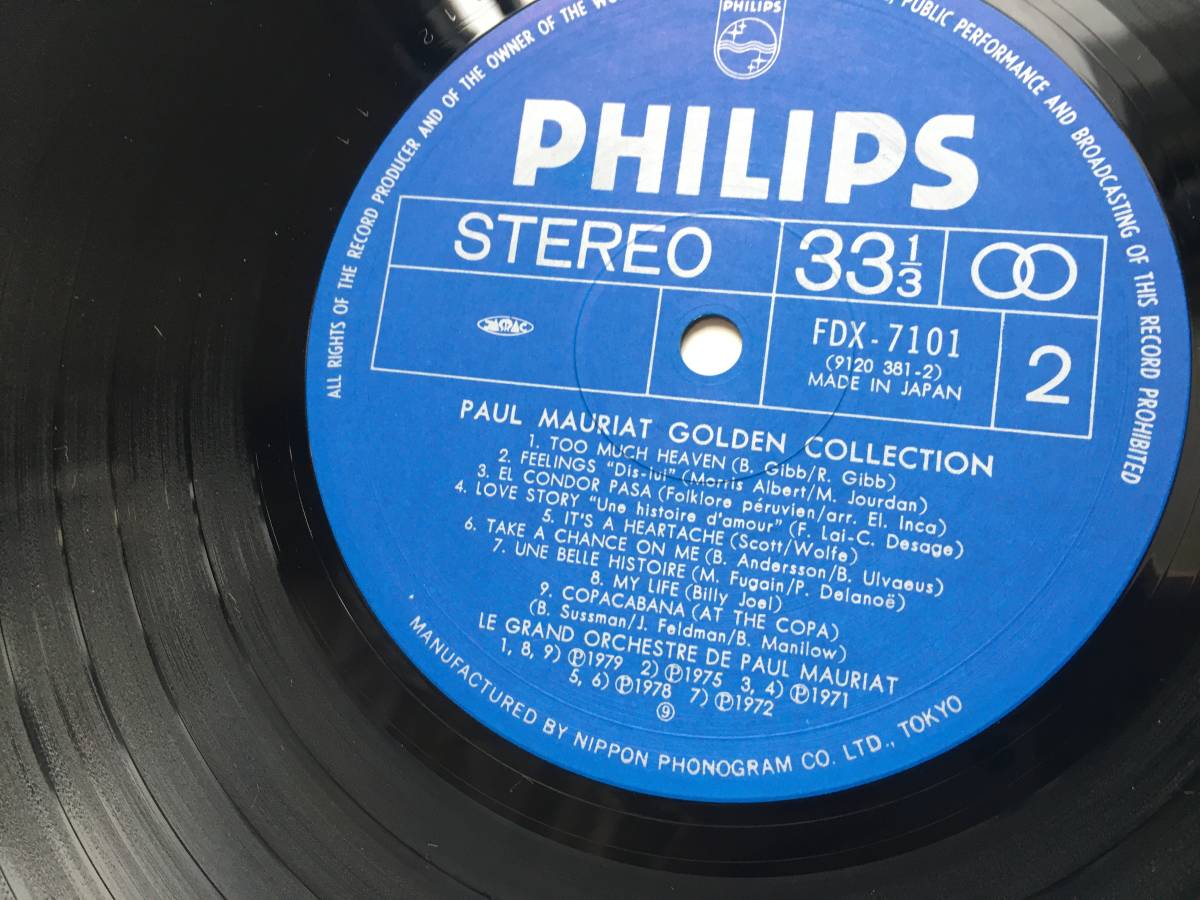 PHILIPS
ALL RIGHTS OF THE RECORD PRODUCER AND OF THE OWNER OF THE
PUBLIC PERFORMANCE AND BROADCASTING OF THIS RECORD PROHIBITED
PHILIPS
STEREO
33 1/3
FDX-7101
(9120 381-2)
MADE IN JAPAN
2
PAUL MAURIAT GOLDEN COLLECTION
1. TOO MUCH HEAVEN (B. Gibb/R. Gibb)
2. FEELINGS "Dis-lui" (Morris Albert/M. Jourdan)
3. EL CONDOR PASA (Folklore péruvien/arr. El. Inca)
4. LOVE STORY "Une histoire d'amour" (F. Lai-C. Desage)
5. IT'S A HEARTACHE (Scott/Wolfe)
6. TAKE A CHANCE ON ME (B. Andersson/B. Ulvaeus)
7. UNE BELLE HISTOIRE (M. Fugain/P. Delanoë)
8. MY LIFE (Billy Joel)
9. COPACABANA (AT THE COPA)
(B. Sussman/J. Feldman/B. Manilow)
LE GRAND ORCHESTRE DE PAUL MAURIAT
1, 8, 9) ℗1979 2) ℗1975 3, 4) ℗1971
5, 6) ℗1978 7) ℗1972
⑨
MANUFACTURED BY NIPPON PHONOGRAM CO. LTD., TOKYO